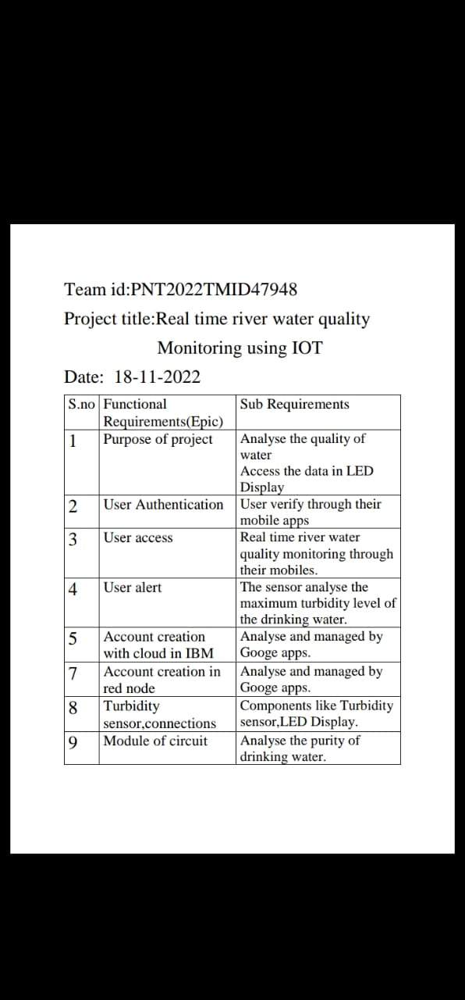 Team id:PNT2022TMID47948
Project title:Real time river water quality
Monitoring using IOT
Date: 18-11-2022
S.no Functional Requirements(Epic) Sub Requirements
1 Purpose of project Analyse the quality of water
Access the data in LED Display
2 User Authentication User verify through their mobile apps
3 User access Real time river water quality monitoring through their mobiles.
4 User alert The sensor analyse the maximum turbidity level of the drinking water.
5 Account creation with cloud in IBM Analyse and managed by Googe apps.
7 Account creation in red node Analyse and managed by Googe apps.
8 Turbidity sensor,connections Components like Turbidity sensor,LED Display.
9 Module of circuit Analyse the purity of drinking water.